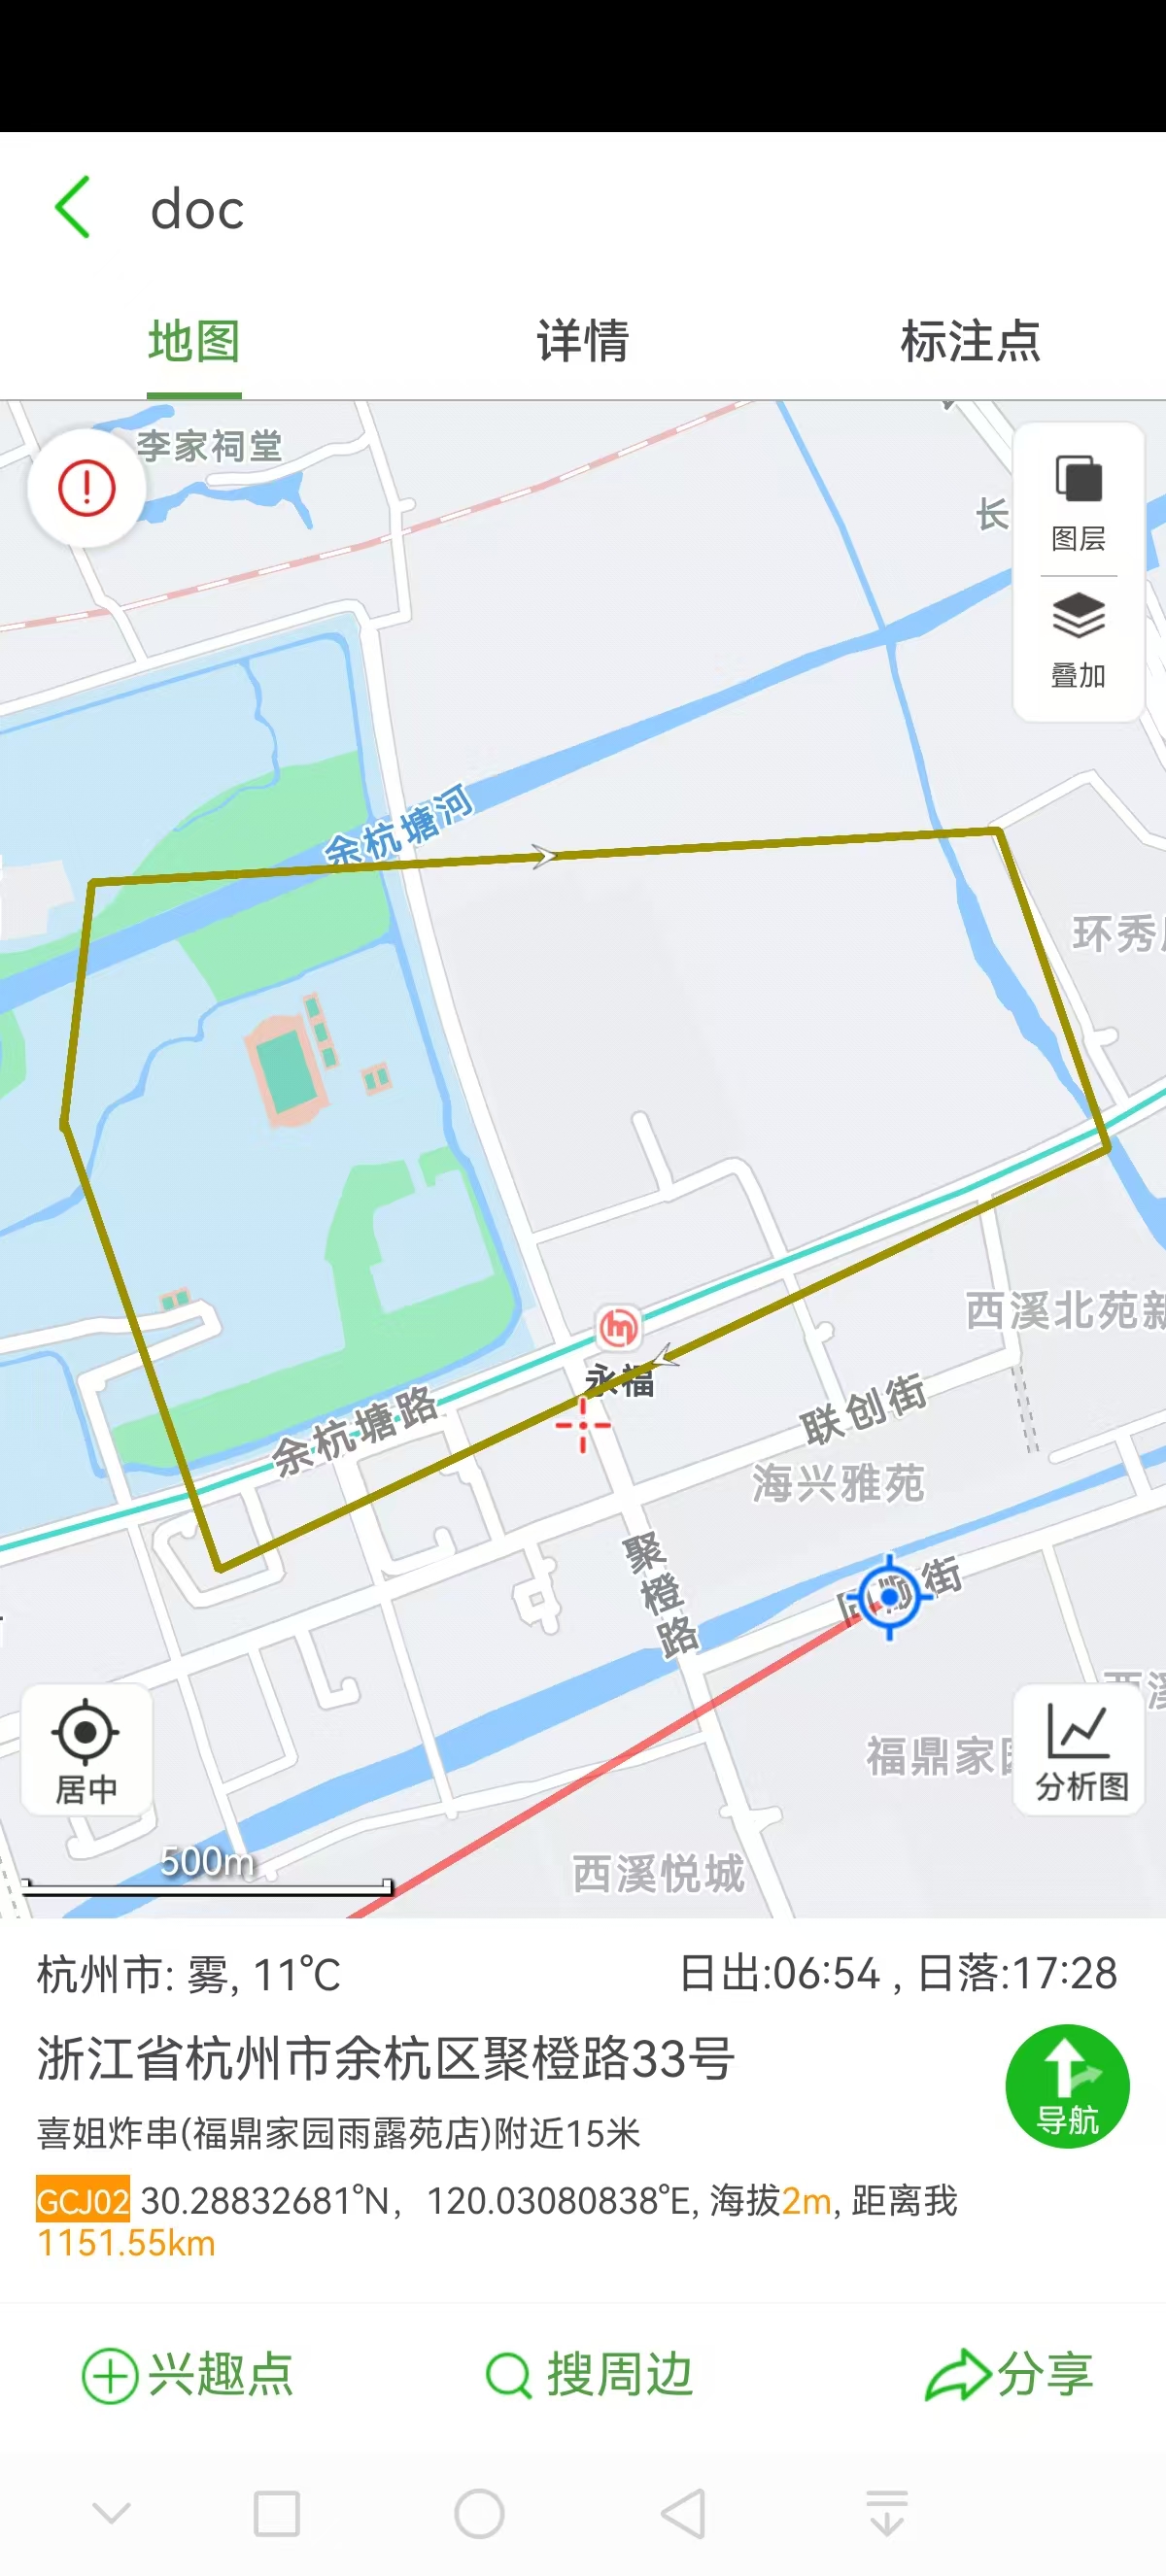 doc
地图 详情 标注点
李家祠堂
长
图层
叠加
余杭塘河
环秀
西溪北苑新
永福
余杭塘路
联创街
海兴雅苑
聚橙路
街
福鼎家园
居中
分析图
500m
西溪悦城
杭州市: 雾, 11℃ 日出:06:54 , 日落:17:28
浙江省杭州市余杭区聚橙路33号
导航
喜姐炸串(福鼎家园雨露苑店)附近15米
GCJ02 30.28832681°N, 120.03080838°E, 海拔2m, 距离我
1151.55km
兴趣点 搜周边 分享